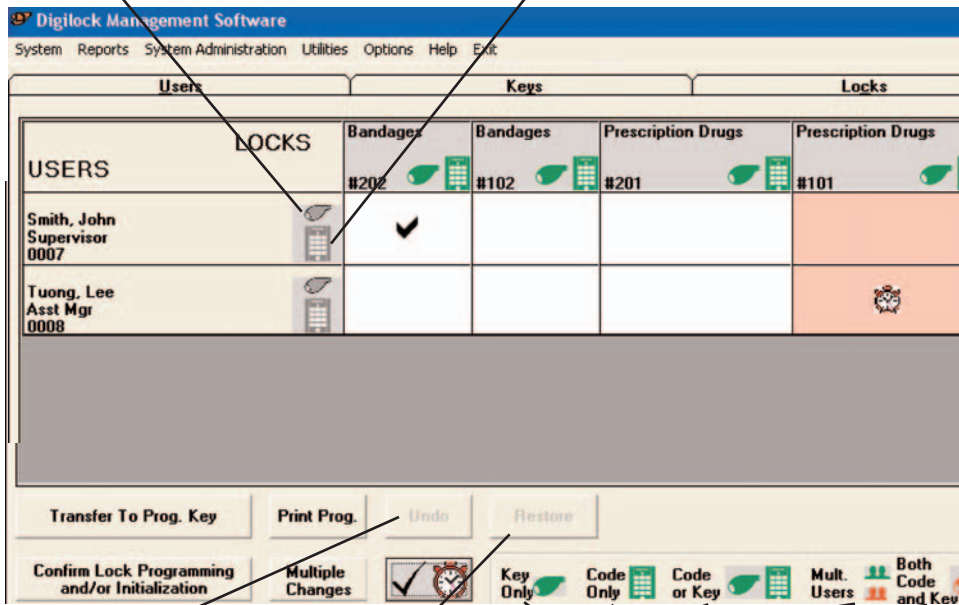 Digilock Management Software
System Reports System Administration Utilities Options Help Exit
Users Keys Locks
LOCKS
USERS
Bandages
#202
Bandages
#102
Prescription Drugs
#201
Prescription Drugs
#101
Smith, John
Supervisor
0007
Tuong, Lee
Asst Mgr
0008
Transfer To Prog. Key Print Prog. Undo Restore
Confirm Lock Programming
and/or Initialization
Multiple
Changes
Key
Only
Code
Only
Code
or Key
Mult.
Users
Both
Code
and Key